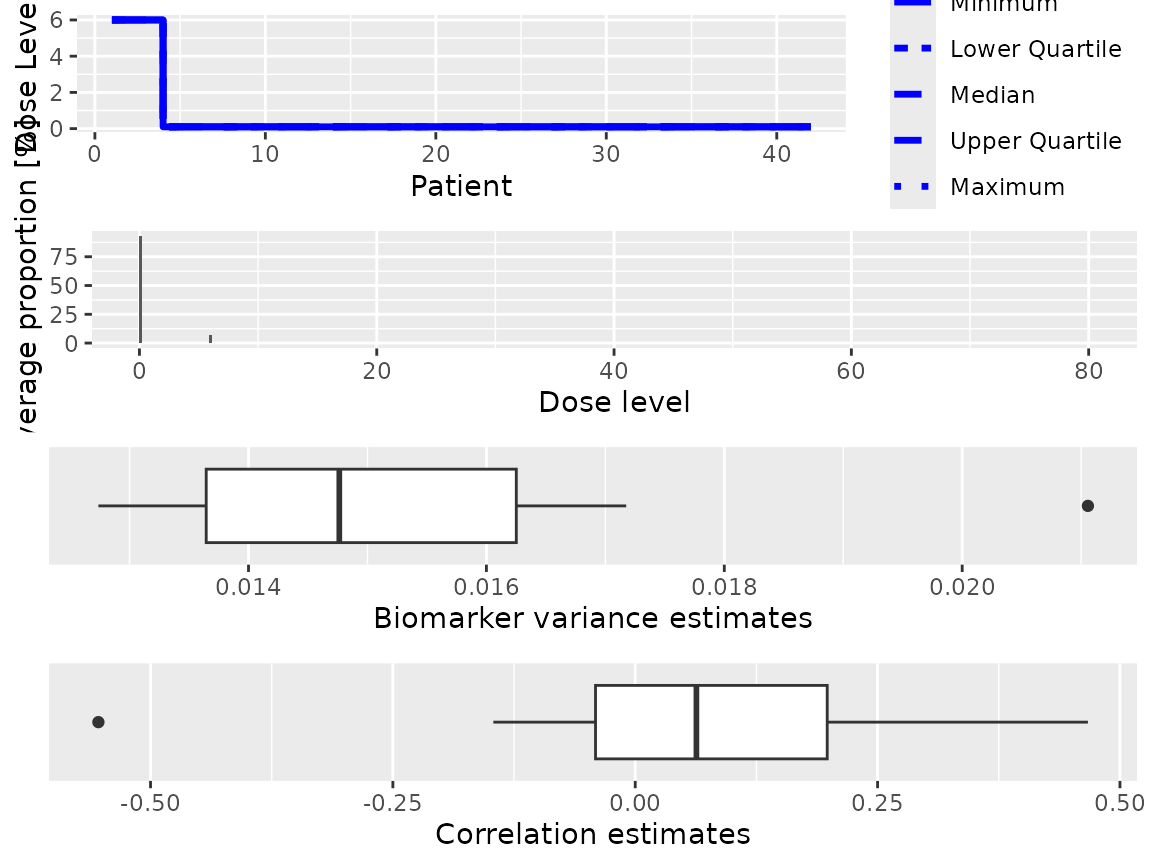 Dose Leve
6
4
2
0
0 10 20 30 40
Patient
Minimum
Lower Quartile
Median
Upper Quartile
Maximum
verage proportion [%]
75
50
25
0
0 20 40 60 80
Dose level
0.014 0.016 0.018 0.020
Biomarker variance estimates
-0.50 -0.25 0.00 0.25 0.50
Correlation estimates